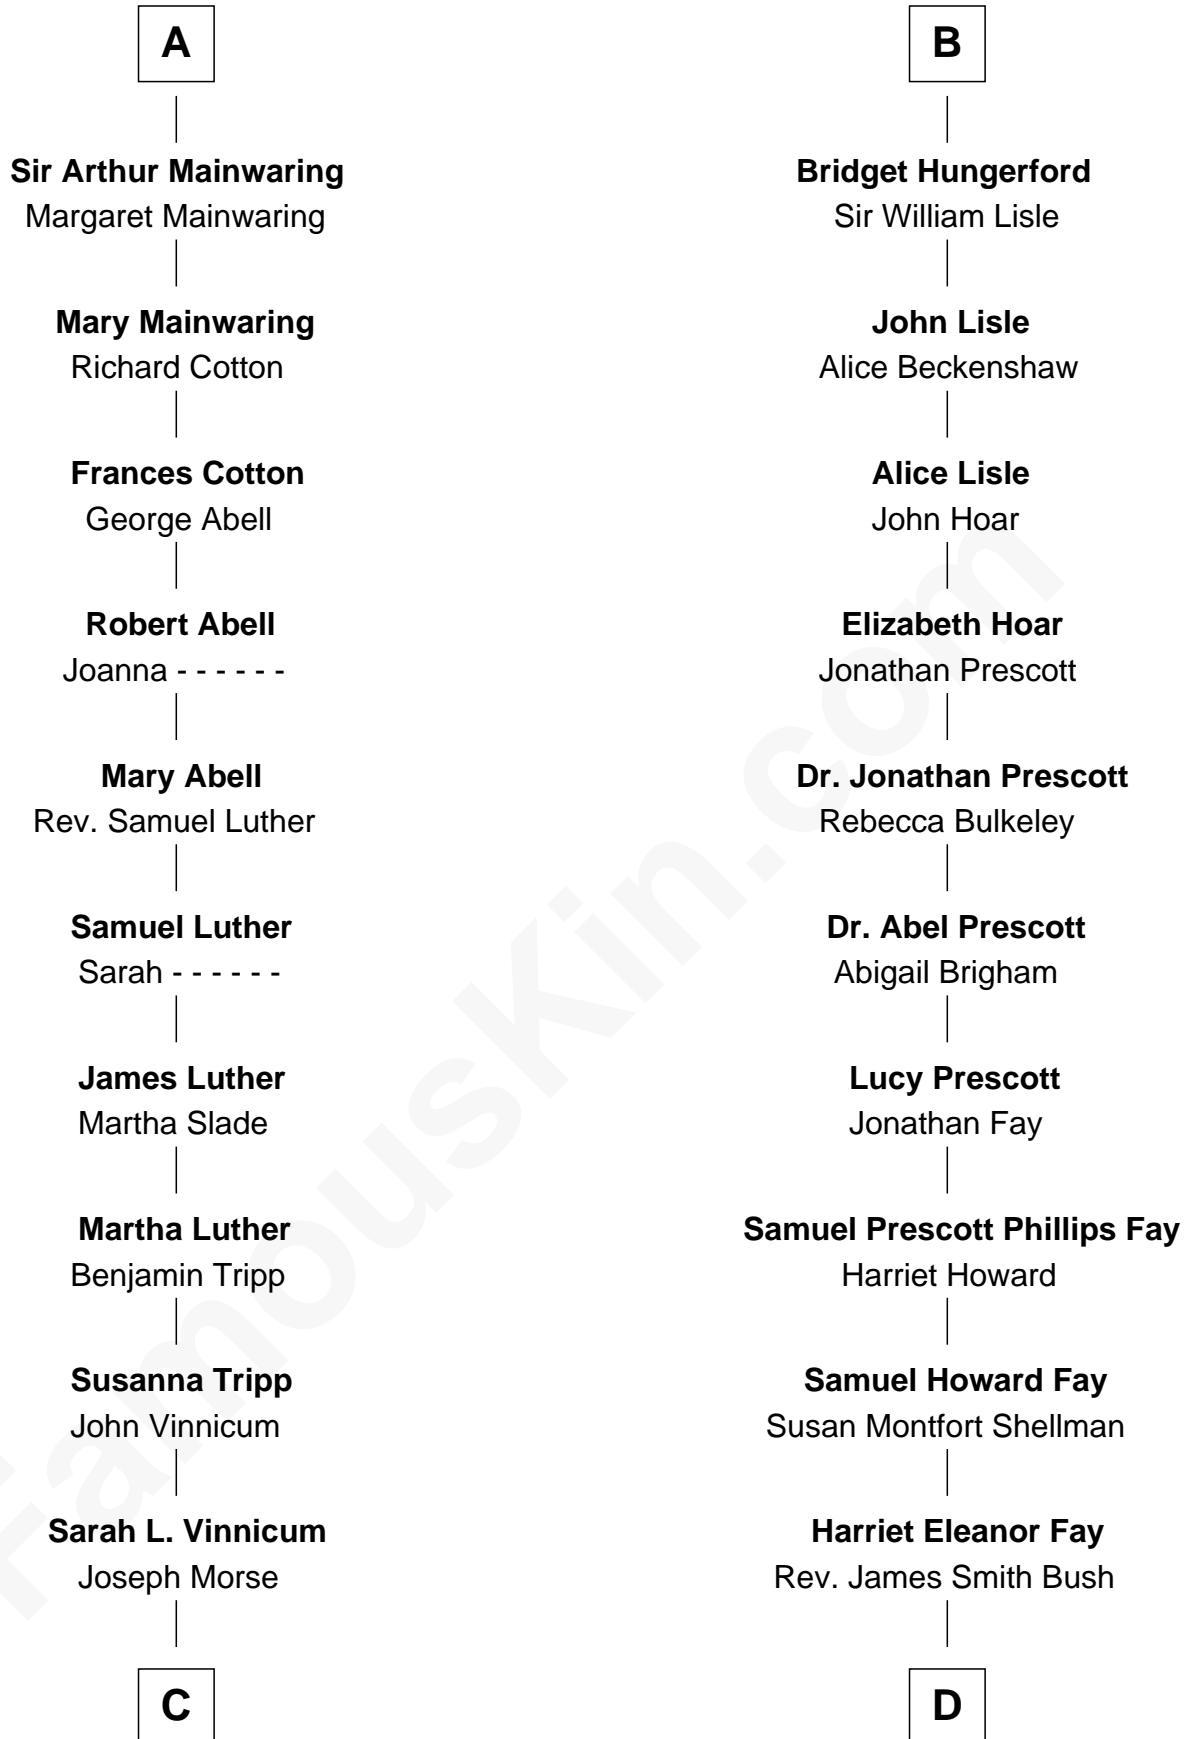 A
Sir Arthur Mainwaring
Margaret Mainwaring
Mary Mainwaring
Richard Cotton
Frances Cotton
George Abell
Robert Abell
Joanna - - - - - -
Mary Abell
Rev. Samuel Luther
Samuel Luther
Sarah - - - - - -
James Luther
Martha Slade
Martha Luther
Benjamin Tripp
Susanna Tripp
John Vinnicum
Sarah L. Vinnicum
Joseph Morse
C
B
Bridget Hungerford
Sir William Lisle
John Lisle
Alice Beckenshaw
Alice Lisle
John Hoar
Elizabeth Hoar
Jonathan Prescott
Dr. Jonathan Prescott
Rebecca Bulkeley
Dr. Abel Prescott
Abigail Brigham
Lucy Prescott
Jonathan Fay
Samuel Prescott Phillips Fay
Harriet Howard
Samuel Howard Fay
Susan Montfort Shellman
Harriet Eleanor Fay
Rev. James Smith Bush
D
FamousKin.com